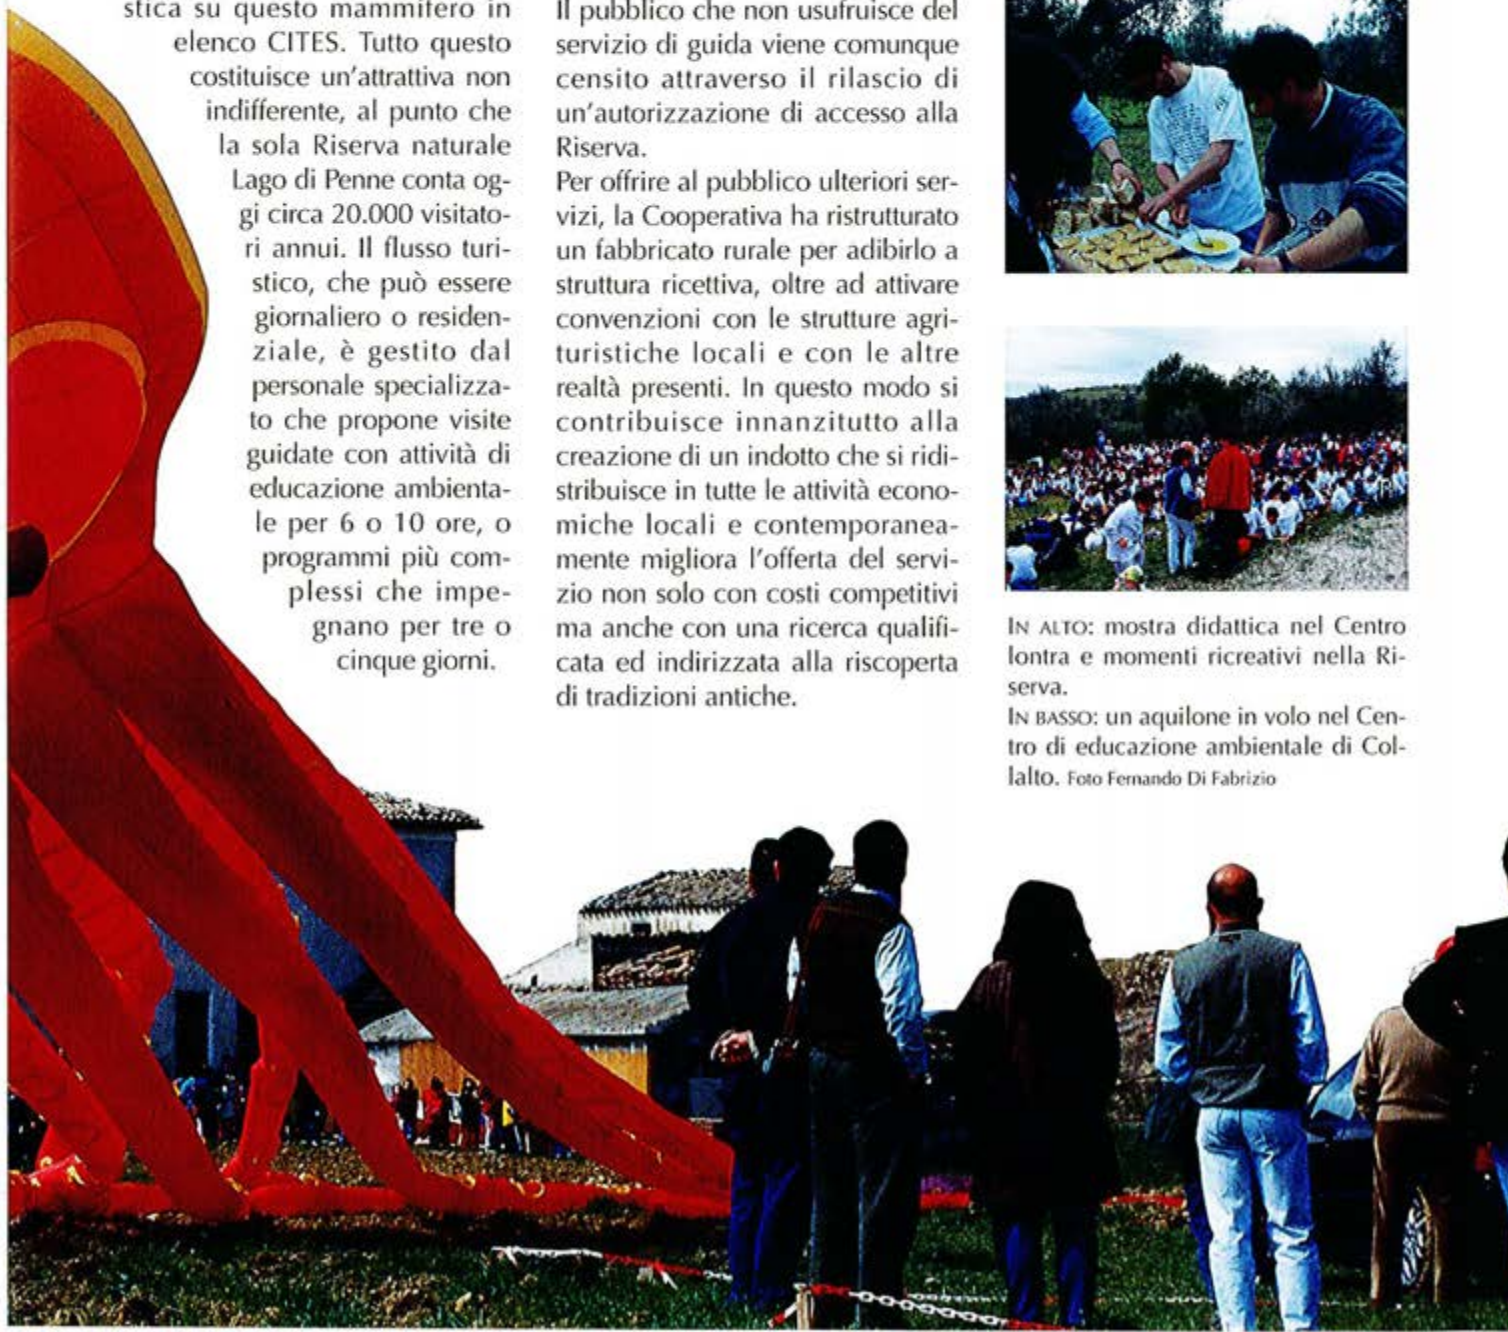 stica su questo mammifero in
elenco CITES. Tutto questo
costituisce un'attrattiva non
indifferente, al punto che
la sola Riserva naturale
Lago di Penne conta og-
gi circa 20.000 visitato-
ri annui. Il flusso turi-
stico, che può essere
giornaliero o residen-
ziale, è gestito dal
personale specializza-
to che propone visite
guidate con attività di
educazione ambienta-
le per 6 o 10 ore, o
programmi più com-
plessi che impe-
gnano per tre o
cinque giorni.
Il pubblico che non usufruisce del
servizio di guida viene comunque
censito attraverso il rilascio di
un'autorizzazione di accesso alla
Riserva.
Per offrire al pubblico ulteriori ser-
vizi, la Cooperativa ha ristrutturato
un fabbricato rurale per adibirlo a
struttura ricettiva, oltre ad attivare
convenzioni con le strutture agri-
turistiche locali e con le altre
realtà presenti. In questo modo si
contribuisce innanzitutto alla
creazione di un indotto che si ridi-
stribuisce in tutte le attività econo-
miche locali e contemporanea-
mente migliora l'offerta del servi-
zio non solo con costi competitivi
ma anche con una ricerca qualifi-
cata ed indirizzata alla riscoperta
di tradizioni antiche.
IN ALTO: mostra didattica nel Centro
lontra e momenti ricreativi nella Ri-
serva.
IN BASSO: un aquilone in volo nel Cen-
tro di educazione ambientale di Col-
lalto. Foto Fernando Di Fabrizio